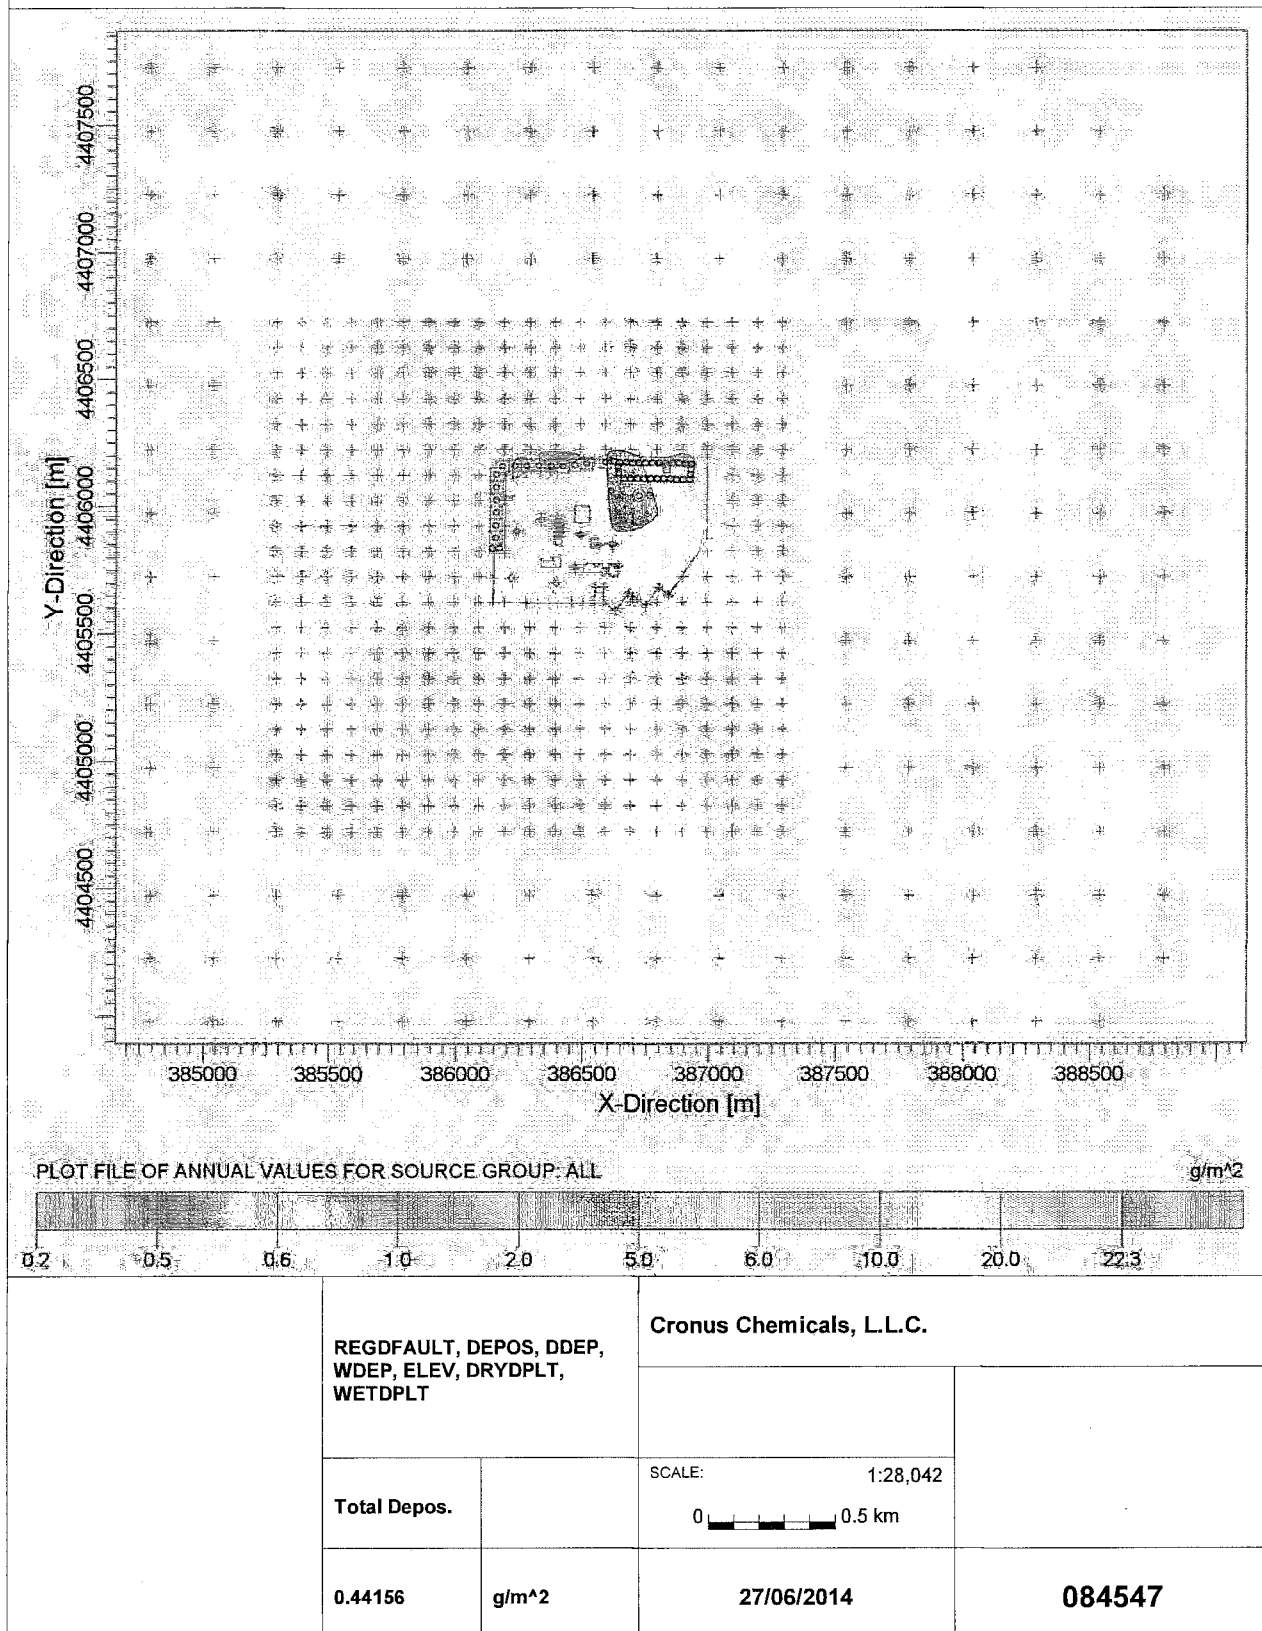 4407500
4407000
4406500
4406000
4405500
4405000
4404500
Y-Direction [m]
385000 385500 386000 386500 387000 387500 388000 388500
X-Direction [m]
PLOT FILE OF ANNUAL VALUES FOR SOURCE GROUP: ALL g/m^2
0.2 0.5 0.6 1.0 2.0 5.0 6.0 10.0 20.0 22.3
REGDFAULT, DEPOS, DDEP,
WDEP, ELEV, DRYDPLT,
WETDPLT
Cronus Chemicals, L.L.C.
Total Depos.
SCALE: 1:28,042
0 0.5 km
0.44156 g/m^2 27/06/2014 084547